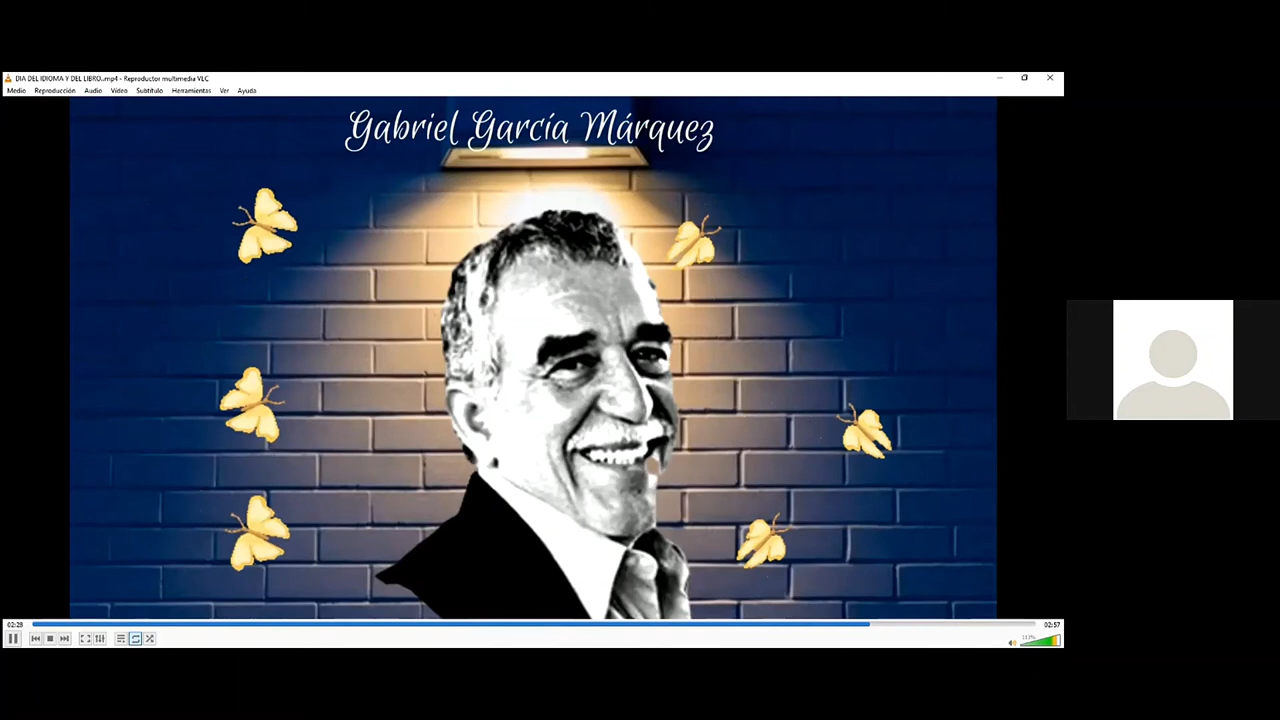 DIA DEL IDIOMA Y DEL LIBRO..mp4 - Reproductor multimedia VLC
Medio Reproducción Audio Vídeo Subtítulo Herramientas Ver Ayuda
Gabriel García Márquez
02:28
02:57
113%